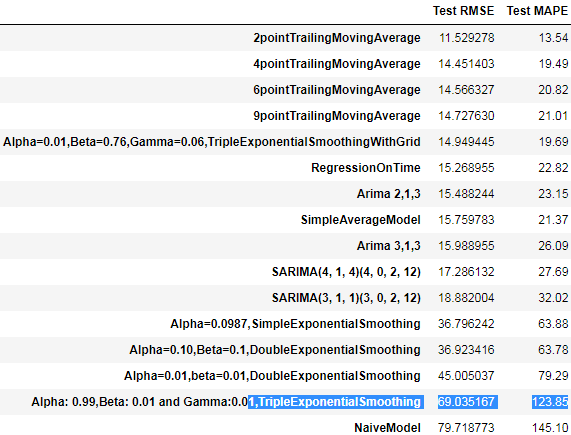 Test RMSE Test MAPE
2pointTrailingMovingAverage 11.529278 13.54
4pointTrailingMovingAverage 14.451403 19.49
6pointTrailingMovingAverage 14.566327 20.82
9pointTrailingMovingAverage 14.727630 21.01
Alpha=0.01,Beta=0.76,Gamma=0.06,TripleExponentialSmoothingWithGrid 14.949445 19.69
RegressionOnTime 15.268955 22.82
Arima 2,1,3 15.488244 23.15
SimpleAverageModel 15.759783 21.37
Arima 3,1,3 15.988955 26.09
SARIMA(4, 1, 4)(4, 0, 2, 12) 17.286132 27.69
SARIMA(3, 1, 1)(3, 0, 2, 12) 18.882004 32.02
Alpha=0.0987,SimpleExponentialSmoothing 36.796242 63.88
Alpha=0.10,Beta=0.1,DoubleExponentialSmoothing 36.923416 63.78
Alpha=0.01,beta=0.01,DoubleExponentialSmoothing 45.005037 79.29
Alpha: 0.99,Beta: 0.01 and Gamma:0.01,TripleExponentialSmoothing 69.035167 123.85
NaiveModel 79.718773 145.10